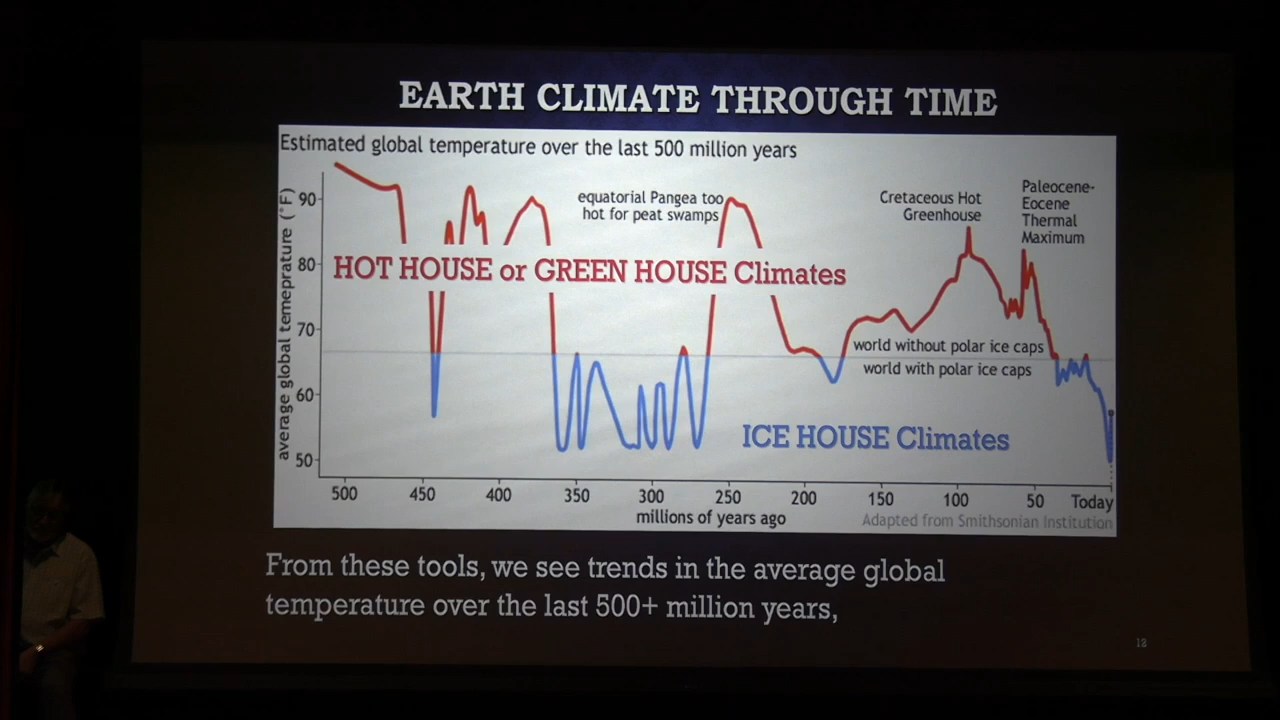 EARTH CLIMATE THROUGH TIME
Estimated global temperature over the last 500 million years
average global temeprature (°F)
90
80
70
60
50
equatorial Pangea too
hot for peat swamps
Cretaceous Hot
Greenhouse
Paleocene-
Eocene
Thermal
Maximum
HOT HOUSE or GREEN HOUSE Climates
world without polar ice caps
world with polar ice caps
ICE HOUSE Climates
500 450 400 350 300 250 200 150 100 50 Today
millions of years ago
Adapted from Smithsonian Institution
From these tools, we see trends in the average global
temperature over the last 500+ million years,
18